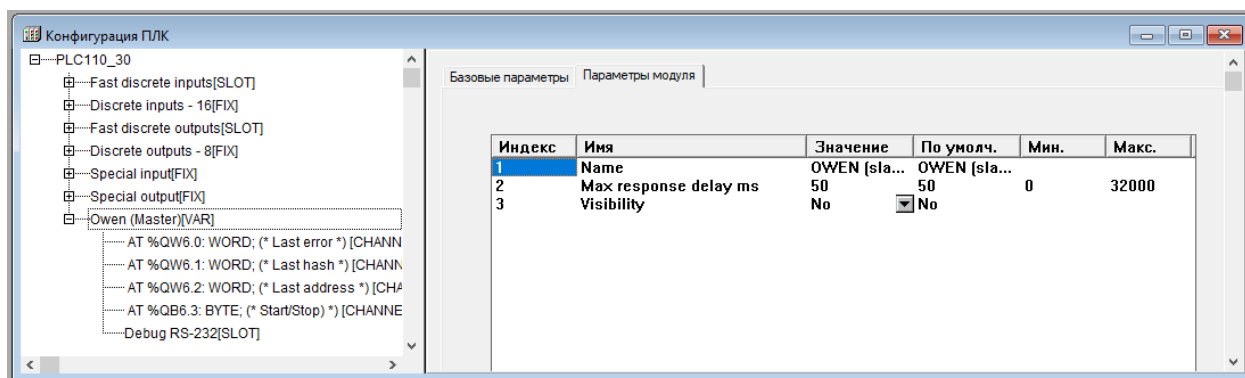 Конфигурация ПЛК
PLC110_30
Fast discrete inputs[SLOT]
Discrete inputs - 16[FIX]
Fast discrete outputs[SLOT]
Discrete outputs - 8[FIX]
Special input[FIX]
Special output[FIX]
Owen (Master)[VAR]
AT %QW6.0: WORD; (* Last error *) [CHANN
AT %QW6.1: WORD; (* Last hash *) [CHANN
AT %QW6.2: WORD; (* Last address *) [CHA
AT %QB6.3: BYTE; (* Start/Stop) *) [CHANNE
Debug RS-232[SLOT]
Базовые параметры Параметры модуля
Индекс Имя Значение По умолч. Мин. Макс.
1 Name OWEN (sla... OWEN (sla...
2 Max response delay ms 50 50 0 32000
3 Visibility No No